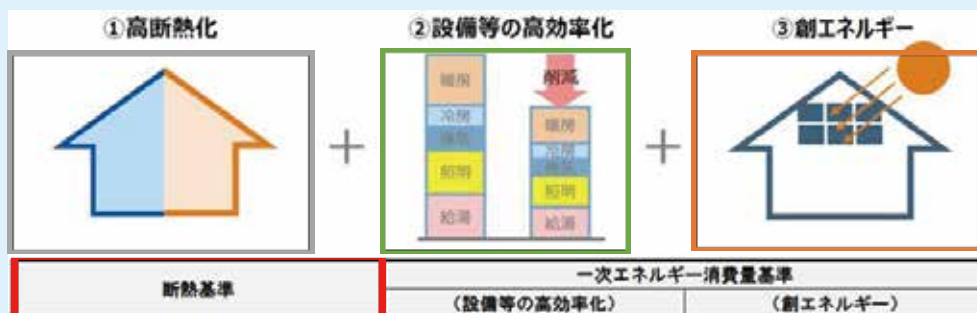 ①高断熱化
②設備等の高効率化
③創エネルギー
暖房
冷房
換気
照明
給湯
削減
暖房
冷房
換気
照明
給湯
断熱基準
一次エネルギー消費量基準
（設備等の高効率化）
（創エネルギー）